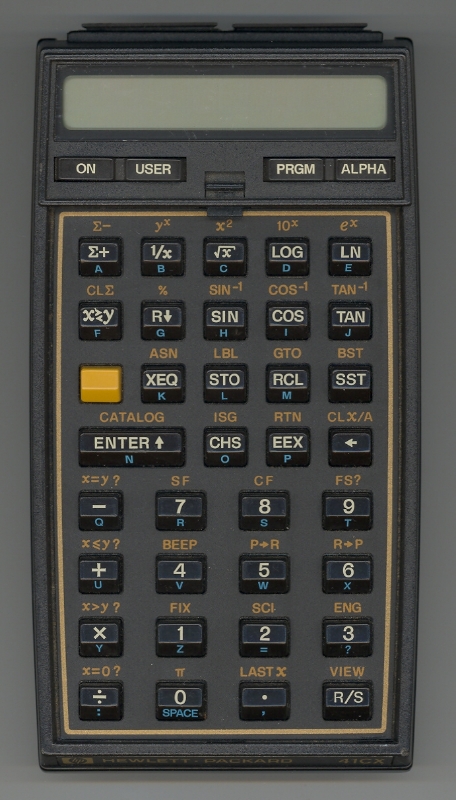 ON USER PRGM ALPHA
Σ− yˣ x² 10ˣ eˣ
Σ+ 1/x √x LOG LN
A B C D E
CLΣ % SIN⁻¹ COS⁻¹ TAN⁻¹
x≷y R↓ SIN COS TAN
F G H I J
ASN LBL GTO BST
XEQ STO RCL SST
K L M
CATALOG ISG RTN CLX/A
ENTER↑ CHS EEX ←
N O P
x=y? SF CF FS?
− 7 8 9
Q R S T
x≤y? BEEP P→R R→P
+ 4 5 6
U V W X
x>y? FIX SCI ENG
× 1 2 3
Y Z = ?
x=0? π LAST x VIEW
÷ 0 · R/S
: SPACE ,
hp HEWLETT·PACKARD 41CX